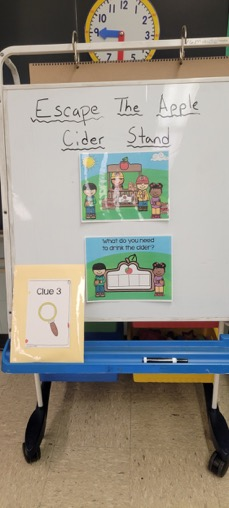 Escape The Apple
Cider Stand
What do you need
to drink the cider?
Clue 3